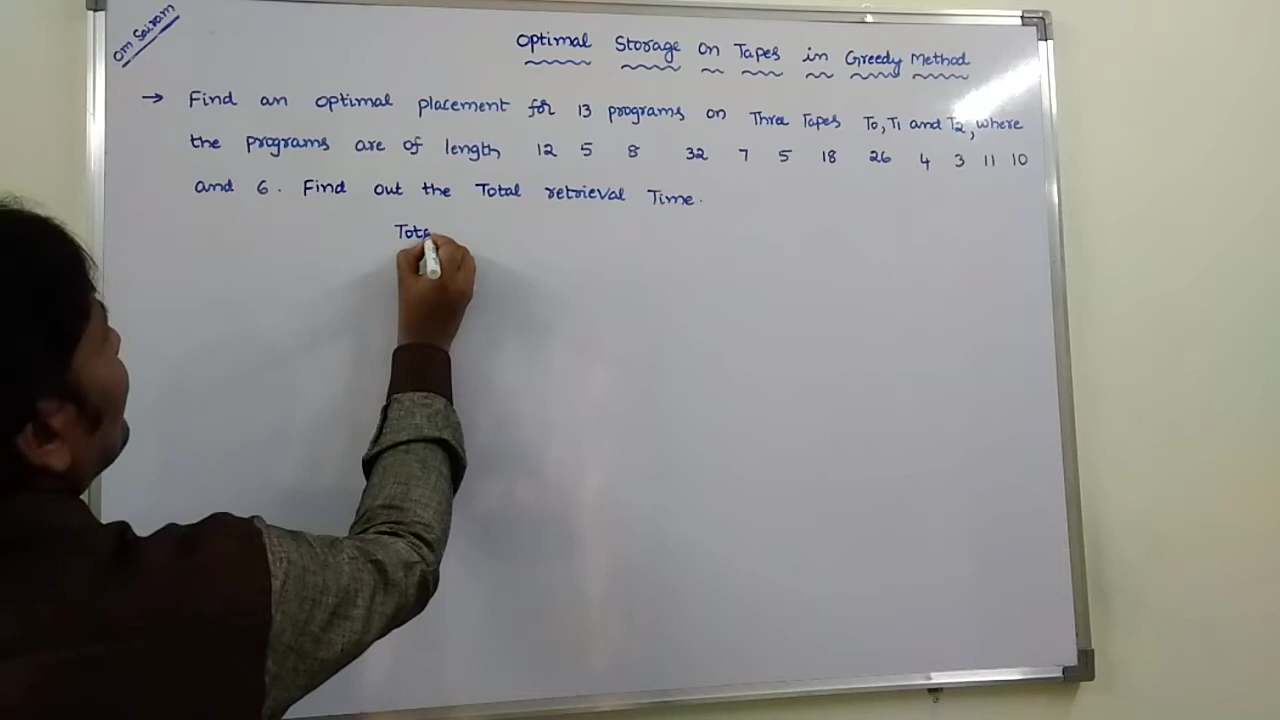 Om Sairam
Optimal Storage on Tapes in Greedy Method
→ Find an optimal placement for 13 programs on Three Tapes T0, T1 and T2, where
the programs are of length 12 5 8 32 7 5 18 26 4 3 11 10
and 6. Find out the Total retrieval Time.
Tota